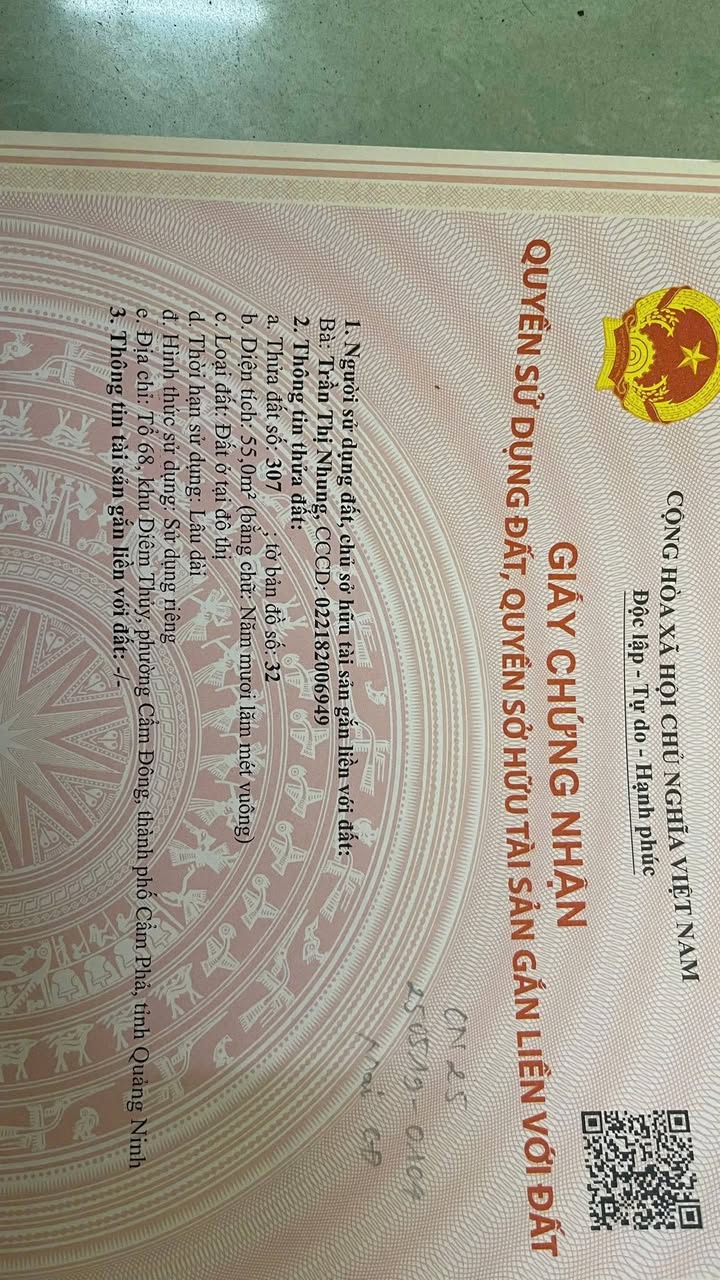 CỘNG HÒA XÃ HỘI CHỦ NGHĨA VIỆT NAM
Độc lập - Tự do - Hạnh phúc
GIẤY CHỨNG NHẬN
QUYỀN SỬ DỤNG ĐẤT, QUYỀN SỞ HỮU TÀI SẢN GẮN LIỀN VỚI ĐẤT
CN 25
250519-0104
1. Người sử dụng đất, chủ sở hữu tài sản gắn liền với đất:
Bà: Trần Thị Nhung, CCCD: 022182006949
2. Thông tin thửa đất:
a. Thửa đất số: 307 ; tờ bản đồ số: 32
b. Diện tích: 55,0m² (bằng chữ: Năm mươi lăm mét vuông)
c. Loại đất: Đất ở tại đô thị
d. Thời hạn sử dụng: Lâu dài
đ. Hình thức sử dụng: Sử dụng riêng
e. Địa chỉ: Tổ 68, khu Diêm Thủy, phường Cẩm Đông, thành phố Cẩm Phả, tỉnh Quảng Ninh
3. Thông tin tài sản gắn liền với đất: -/-